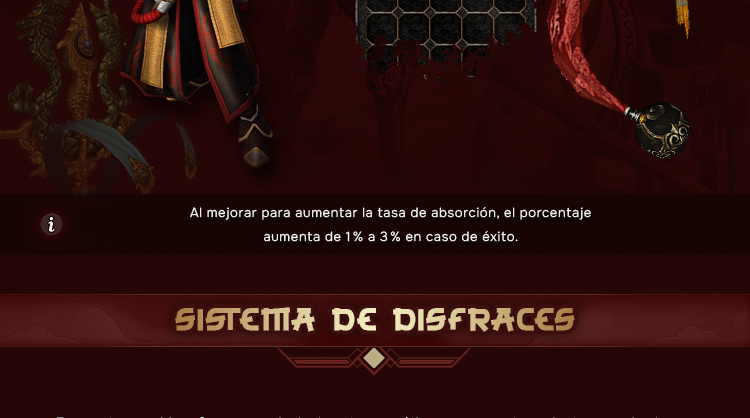 Al mejorar para aumentar la tasa de absorción, el porcentaje
aumenta de 1% a 3% en caso de éxito.
SISTEMA DE DISFRACES